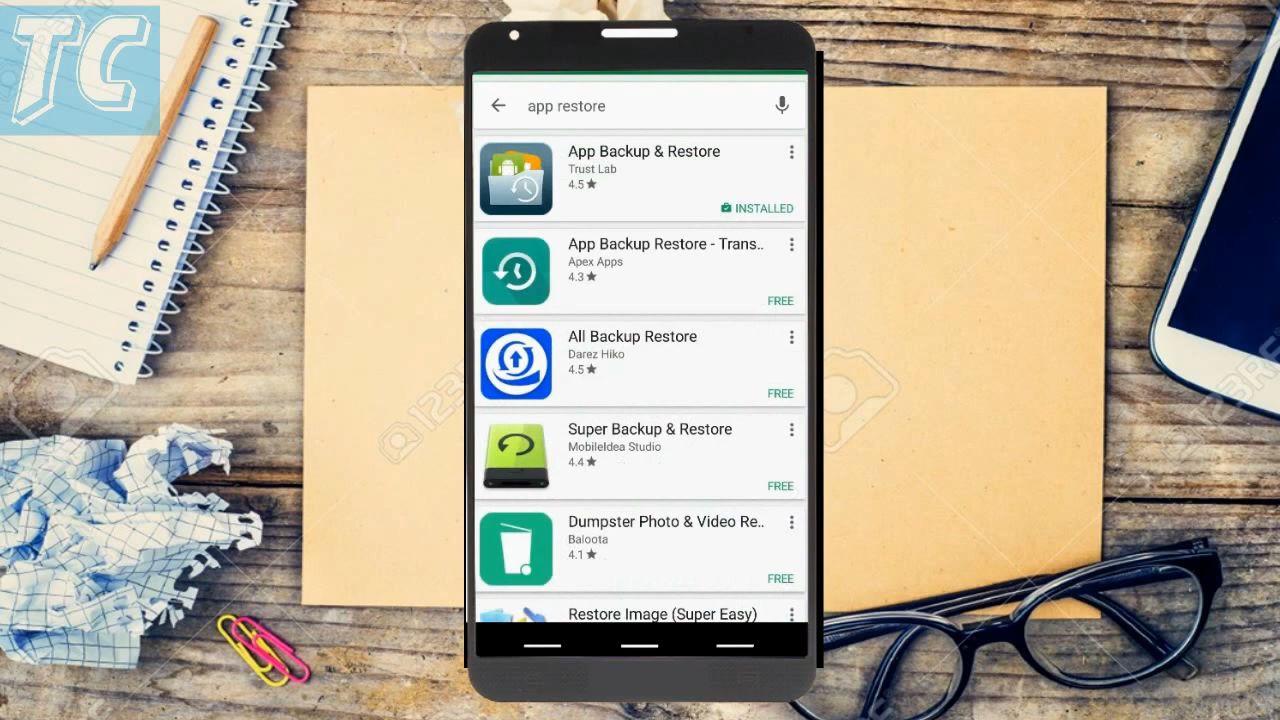 TC
app restore
App Backup & Restore
Trust Lab
4.5★
INSTALLED
App Backup Restore - Trans..
Apex Apps
4.3★
FREE
All Backup Restore
Darez Hiko
4.5★
FREE
Super Backup & Restore
MobileIdea Studio
4.4★
FREE
Dumpster Photo & Video Re..
Baloota
4.1★
FREE
Restore Image (Super Easy)